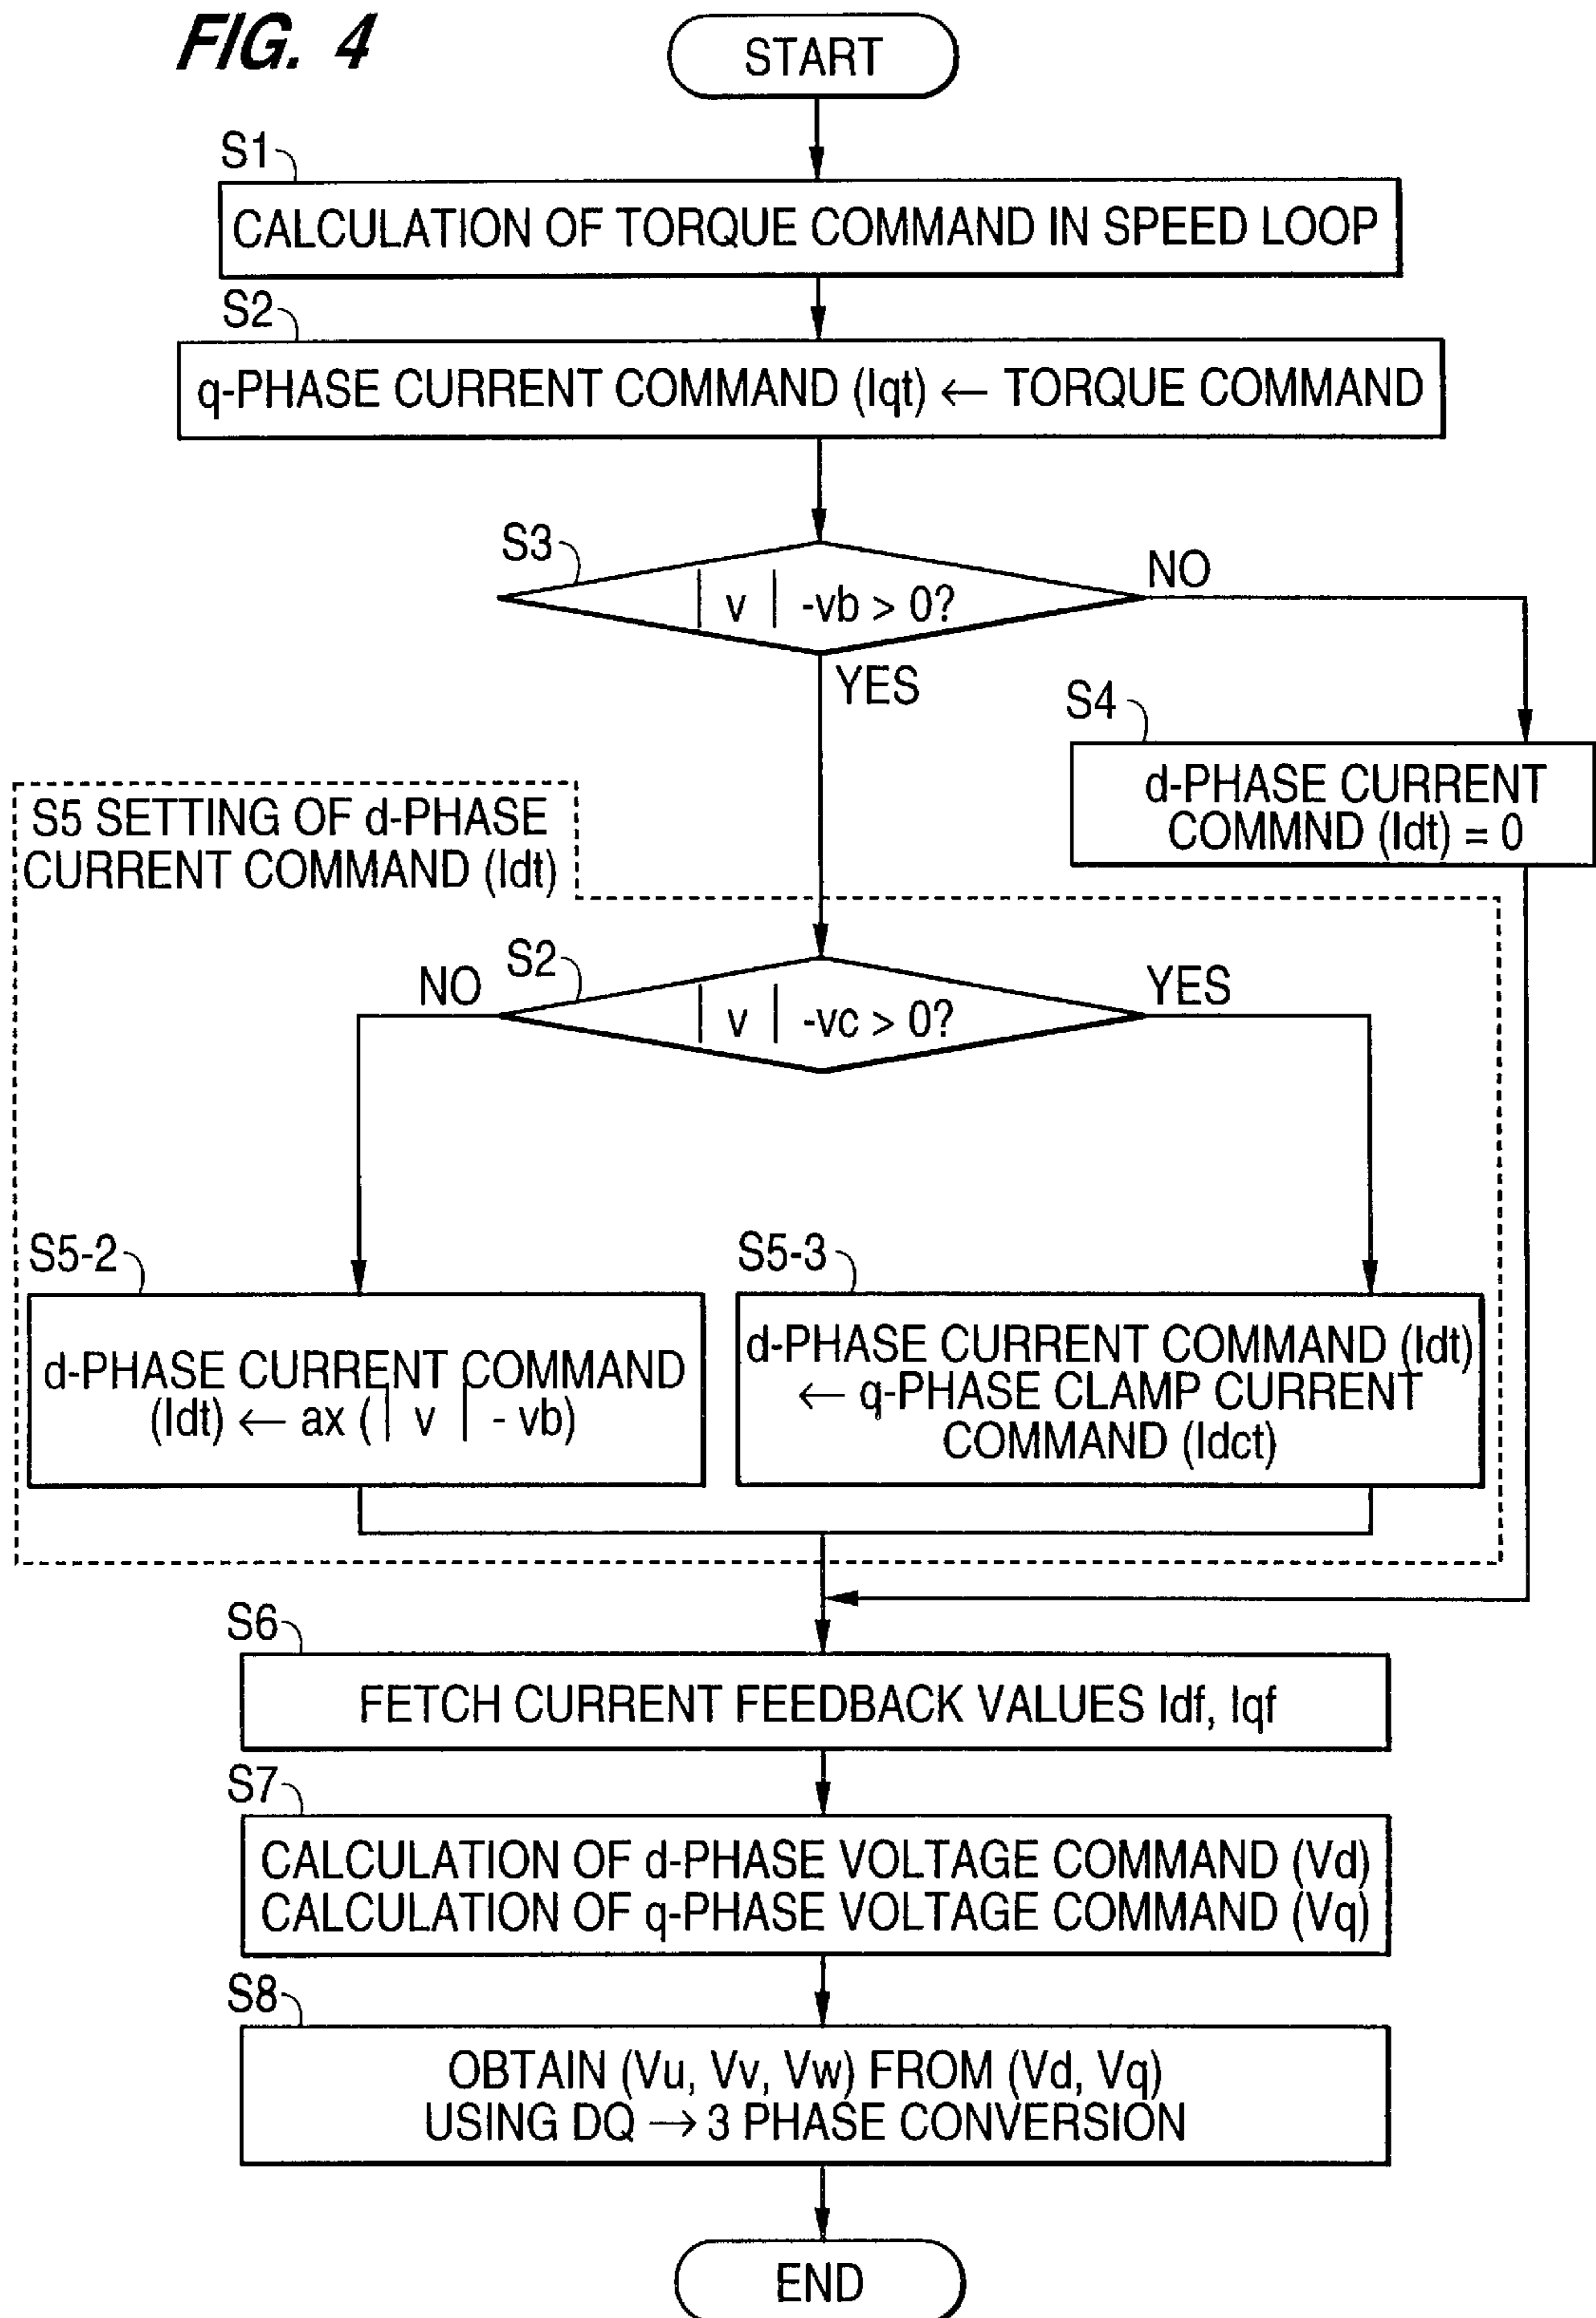 FIG. 4
START
S1
CALCULATION OF TORQUE COMMAND IN SPEED LOOP
S2
q-PHASE CURRENT COMMAND (Iqt) ← TORQUE COMMAND
S3
| v | -vb > 0?
NO
YES
S4
d-PHASE CURRENT
COMMND (Idt) = 0
S5 SETTING OF d-PHASE
CURRENT COMMAND (Idt)
S2
NO
| v | -vc > 0?
YES
S5-2
d-PHASE CURRENT COMMAND
(Idt) ← ax (| v | - vb)
S5-3
d-PHASE CURRENT COMMAND (Idt)
← q-PHASE CLAMP CURRENT
COMMAND (Idct)
S6
FETCH CURRENT FEEDBACK VALUES Idf, Iqf
S7
CALCULATION OF d-PHASE VOLTAGE COMMAND (Vd)
CALCULATION OF q-PHASE VOLTAGE COMMAND (Vq)
S8
OBTAIN (Vu, Vv, Vw) FROM (Vd, Vq)
USING DQ → 3 PHASE CONVERSION
END